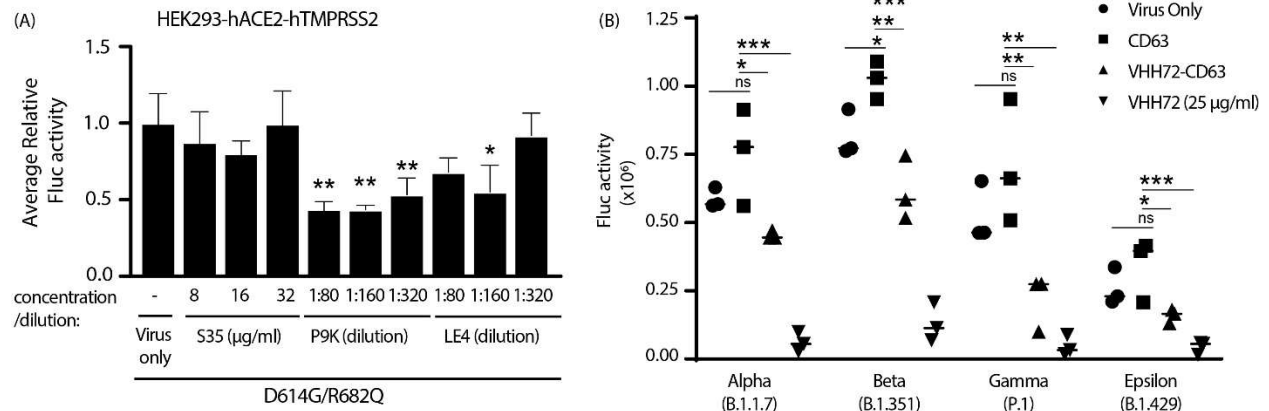 (A)
HEK293-hACE2-hTMPRSS2
Average Relative
Fluc activity
1.5
1.0
0.5
0.0
** ** ** *
concentration
/dilution:
- 8 16 32 1:80 1:160 1:320 1:80 1:160 1:320
Virus
only
S35 (µg/ml) P9K (dilution) LE4 (dilution)
D614G/R682Q
(B)
Fluc activity
(x10⁶)
1.25
1.00
0.75
0.50
0.25
0.00
***
*
ns
***
**
*
**
**
ns
***
*
ns
Virus Only
CD63
VHH72-CD63
VHH72 (25 µg/ml)
Alpha Beta Gamma Epsilon
(B.1.1.7) (B.1.351) (P.1) (B.1.429)